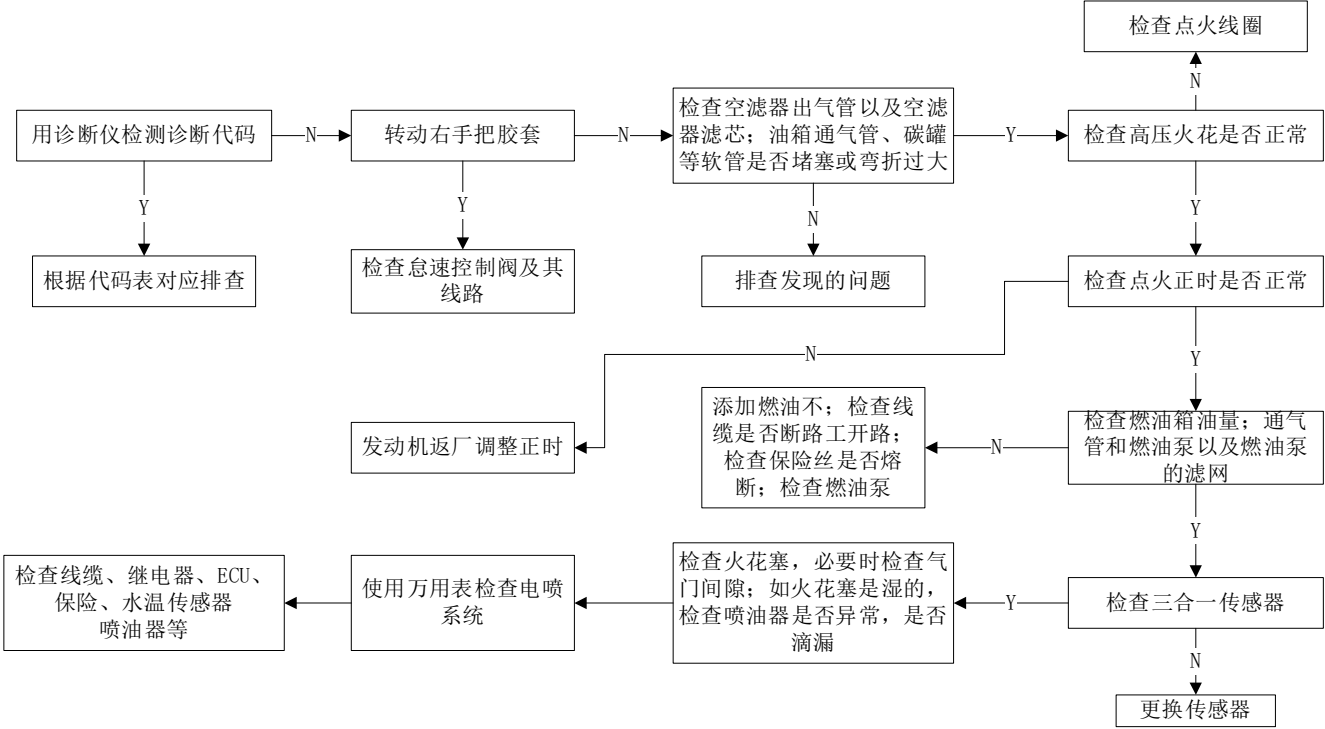 检查点火线圈
N
用诊断仪检测诊断代码
N
转动右手把胶套
N
检查空滤器出气管以及空滤
器滤芯；油箱通气管、碳罐
等软管是否堵塞或弯折过大
Y
检查高压火花是否正常
Y
Y
N
Y
根据代码表对应排查
检查怠速控制阀及其
线路
排查发现的问题
检查点火正时是否正常
N
Y
发动机返厂调整正时
添加燃油不；检查线
缆是否断路工开路；
检查保险丝是否熔
断；检查燃油泵
N
检查燃油箱油量；通气
管和燃油泵以及燃油泵
的滤网
Y
检查线缆、继电器、ECU、
保险、水温传感器
喷油器等
使用万用表检查电喷
系统
检查火花塞，必要时检查气
门间隙；如火花塞是湿的，
检查喷油器是否异常，是否
滴漏
Y
检查三合一传感器
N
更换传感器